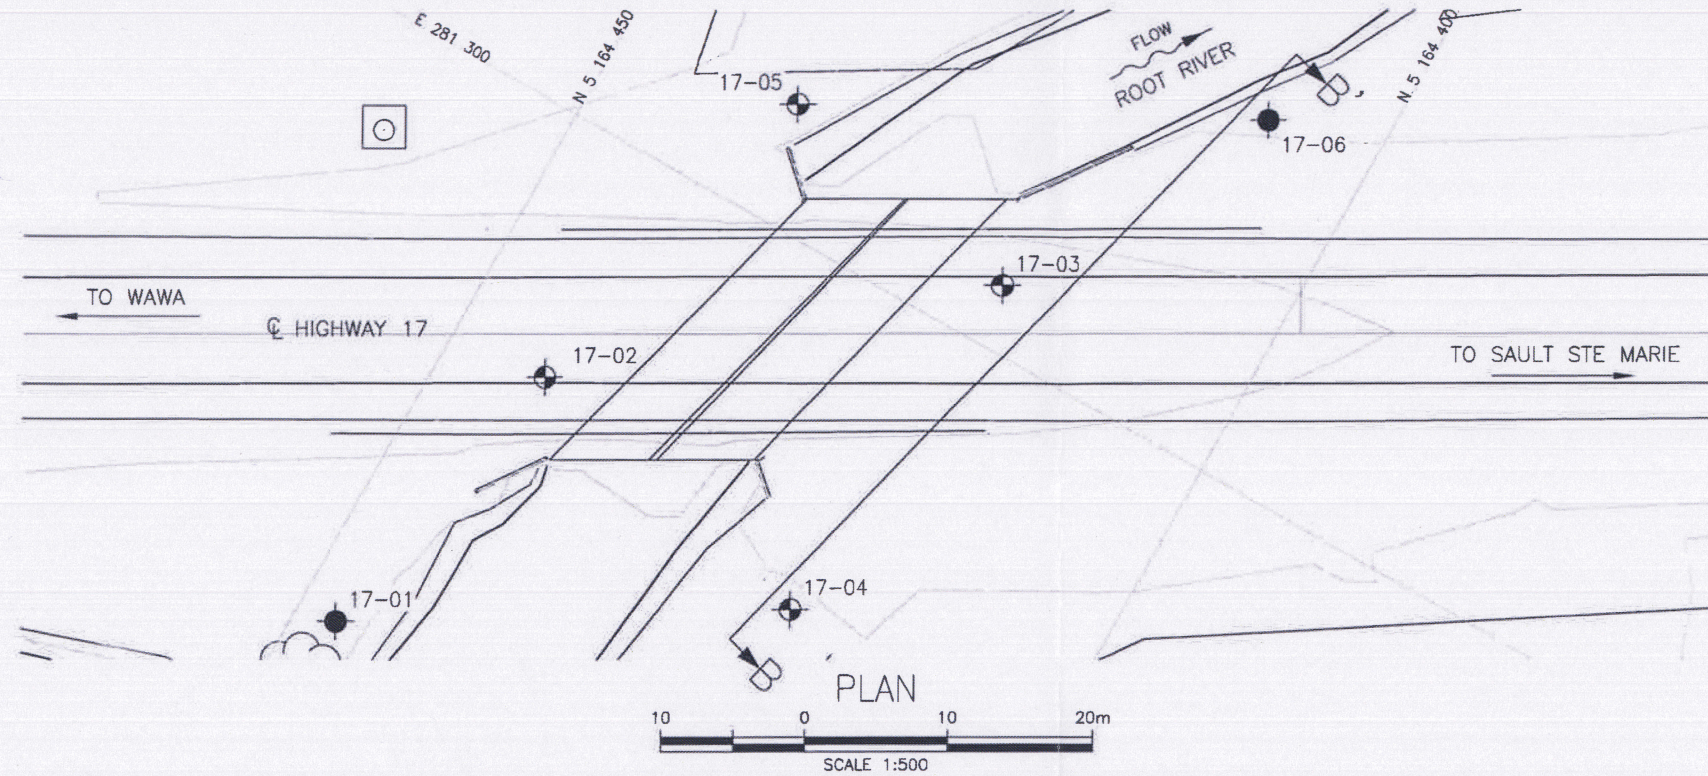 E 281 300
N 5 164 450
FLOW
ROOT RIVER
N 5 164 400
17-05
B'
17-06
17-03
TO WAWA
℄ HIGHWAY 17
17-02
TO SAULT STE MARIE
17-01
17-04
B
PLAN
10 0 10 20m
SCALE 1:500